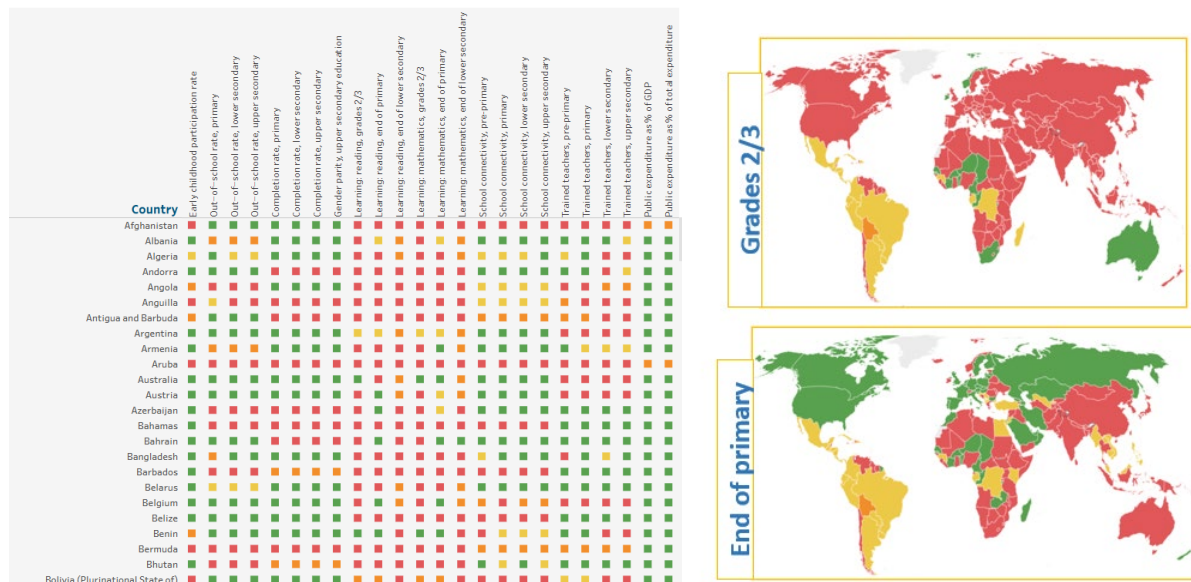 Early childhood participation rate
Out-of-school rate, primary
Out-of-school rate, lower secondary
Out-of-school rate, upper secondary
Completion rate, primary
Completion rate, lower secondary
Completion rate, upper secondary
Gender parity, upper secondary education
Learning: reading, grades 2/3
Learning: reading, end of primary
Learning: reading, end of lower secondary
Learning: mathematics, grades 2/3
Learning: mathematics, end of primary
Learning: mathematics, end of lower secondary
School connectivity, pre-primary
School connectivity, primary
School connectivity, lower secondary
School connectivity, upper secondary
Trained teachers, pre-primary
Trained teachers, primary
Trained teachers, lower secondary
Trained teachers, upper secondary
Public expenditure as % of GDP
Public expenditure as % of total expenditure
Country
Afghanistan
Albania
Algeria
Andorra
Angola
Anguilla
Antigua and Barbuda
Argentina
Armenia
Aruba
Australia
Austria
Azerbaijan
Bahamas
Bahrain
Bangladesh
Barbados
Belarus
Belgium
Belize
Benin
Bermuda
Bhutan
Bolivia (Plurinational State of)
Grades 2/3
End of primary